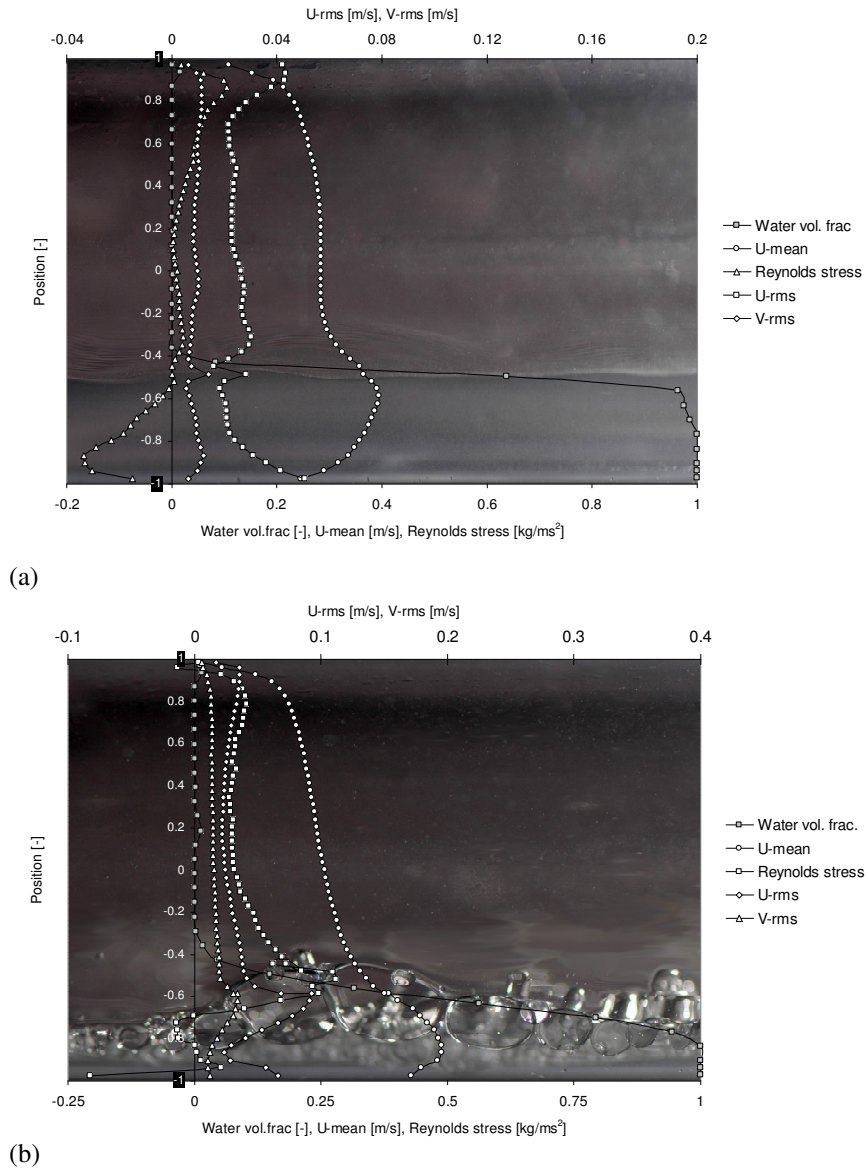 U-rms [m/s], V-rms [m/s]
-0.04 0 0.04 0.08 0.12 0.16 0.2
1
0.8
0.6
0.4
0.2
0
-0.2
-0.4
-0.6
-0.8
-1
Position [-]
-0.2 0 0.2 0.4 0.6 0.8 1
Water vol.frac [-], U-mean [m/s], Reynolds stress [kg/ms²]
Water vol. frac
U-mean
Reynolds stress
U-rms
V-rms
(a)
U-rms [m/s], V-rms [m/s]
-0.1 0 0.1 0.2 0.3 0.4
1
0.8
0.6
0.4
0.2
0
-0.2
-0.4
-0.6
-0.8
-1
Position [-]
-0.25 0 0.25 0.5 0.75 1
Water vol.frac [-], U-mean [m/s], Reynolds stress [kg/ms²]
Water vol. frac.
U-mean
Reynolds stress
U-rms
V-rms
(b)